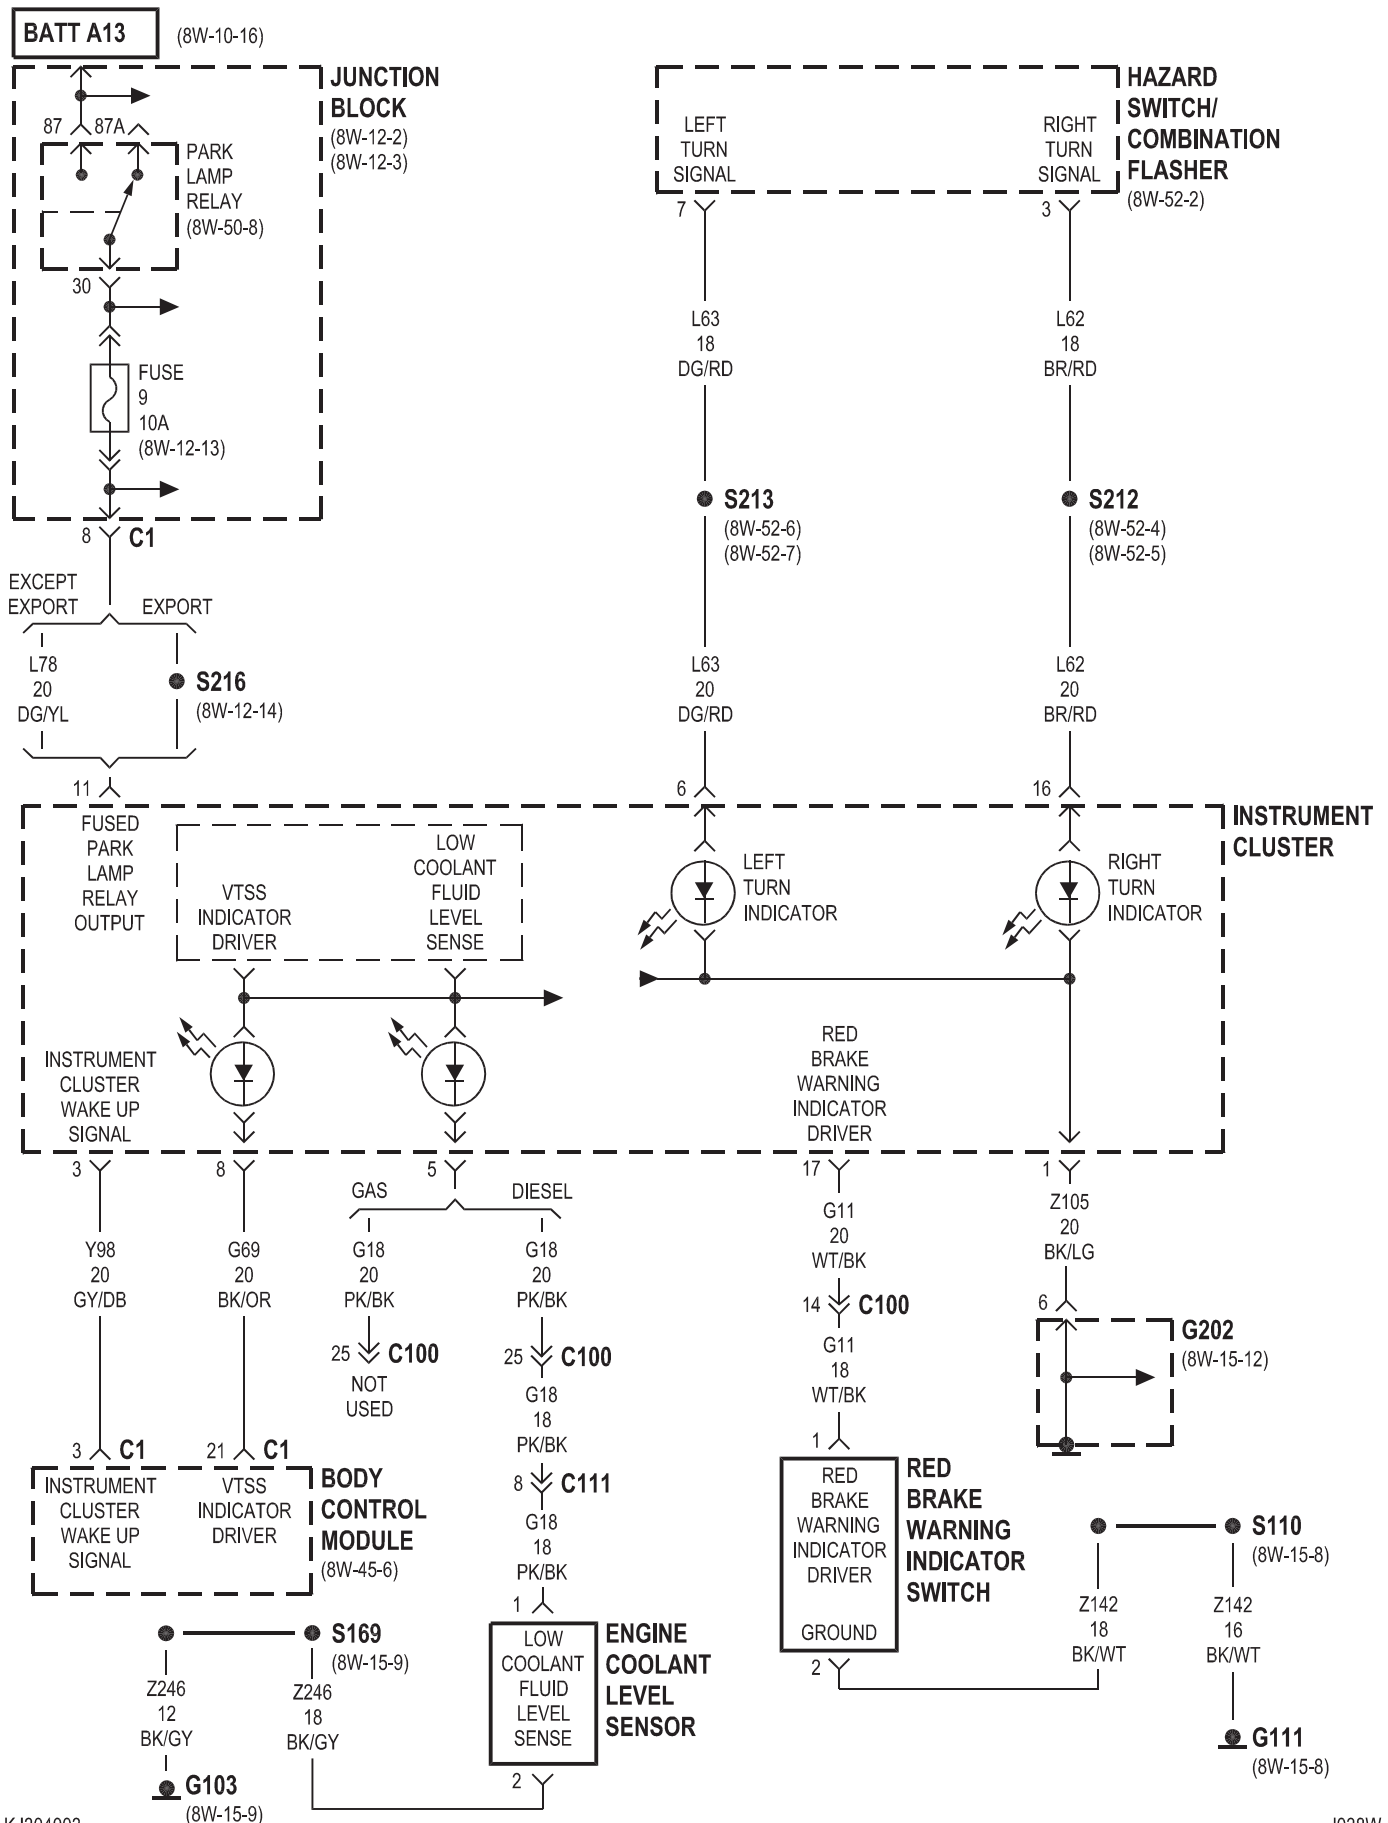 BATT A13
(8W-10-16)
JUNCTION
BLOCK
(8W-12-2)
(8W-12-3)
87
87A
PARK
LAMP
RELAY
(8W-50-8)
30
FUSE
9
10A
(8W-12-13)
8
C1
EXCEPT
EXPORT
EXPORT
L78
20
DG/YL
S216
(8W-12-14)
11
HAZARD
SWITCH/
COMBINATION
FLASHER
(8W-52-2)
LEFT
TURN
SIGNAL
RIGHT
TURN
SIGNAL
7
3
L63
18
DG/RD
L62
18
BR/RD
S213
(8W-52-6)
(8W-52-7)
S212
(8W-52-4)
(8W-52-5)
L63
20
DG/RD
L62
20
BR/RD
6
16
INSTRUMENT
CLUSTER
FUSED
PARK
LAMP
RELAY
OUTPUT
VTSS
INDICATOR
DRIVER
LOW
COOLANT
FLUID
LEVEL
SENSE
LEFT
TURN
INDICATOR
RIGHT
TURN
INDICATOR
INSTRUMENT
CLUSTER
WAKE UP
SIGNAL
RED
BRAKE
WARNING
INDICATOR
DRIVER
3
8
5
17
1
GAS
DIESEL
Y98
20
GY/DB
G69
20
BK/OR
G18
20
PK/BK
G18
20
PK/BK
G11
20
WT/BK
Z105
20
BK/LG
25
C100
NOT
USED
25
C100
14
C100
6
G202
(8W-15-12)
G18
18
PK/BK
G11
18
WT/BK
3
C1
21
C1
8
C111
1
INSTRUMENT
CLUSTER
WAKE UP
SIGNAL
VTSS
INDICATOR
DRIVER
BODY
CONTROL
MODULE
(8W-45-6)
G18
18
PK/BK
RED
BRAKE
WARNING
INDICATOR
DRIVER
GROUND
RED
BRAKE
WARNING
INDICATOR
SWITCH
S110
(8W-15-8)
1
Z142
18
BK/WT
Z142
16
BK/WT
S169
(8W-15-9)
LOW
COOLANT
FLUID
LEVEL
SENSE
ENGINE
COOLANT
LEVEL
SENSOR
2
Z246
12
BK/GY
Z246
18
BK/GY
G111
(8W-15-8)
2
G103
(8W-15-9)